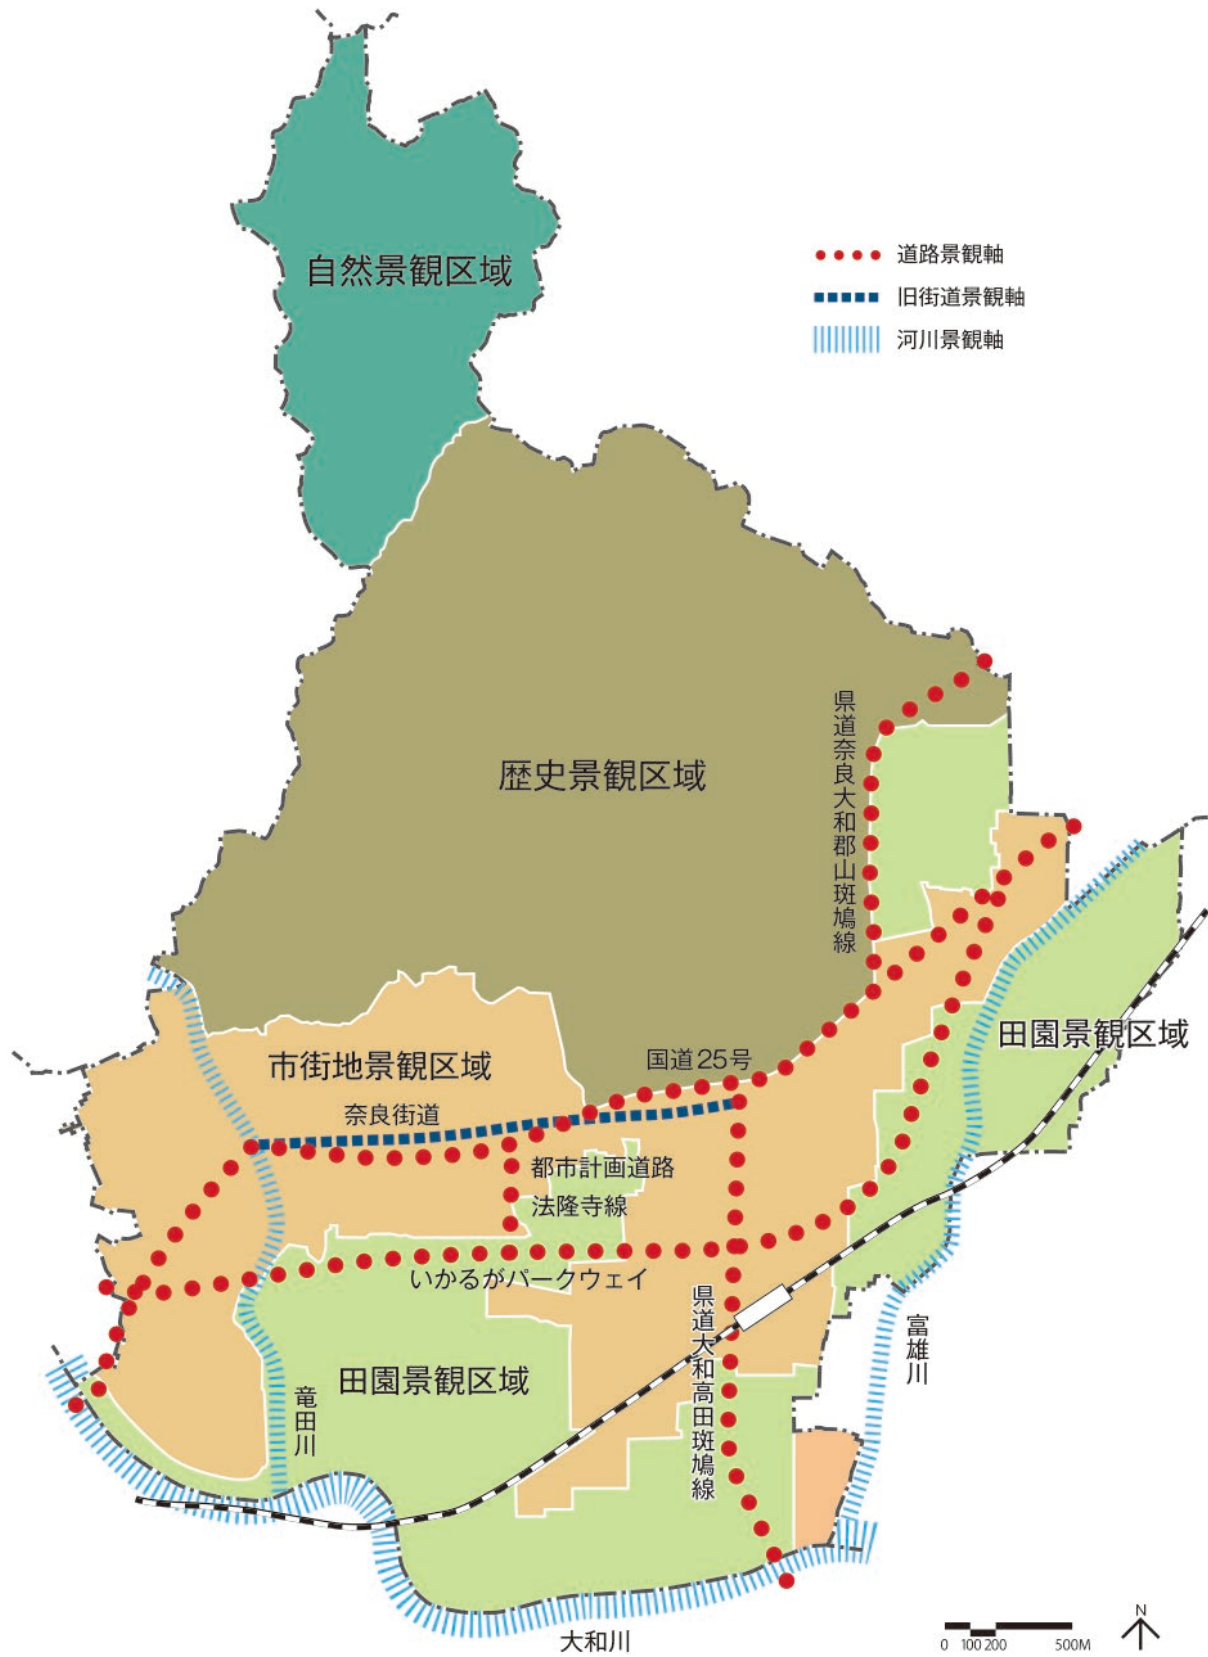 自然景観区域
道路景観軸
旧街道景観軸
河川景観軸
県道奈良大和郡山斑鳩線
歴史景観区域
田園景観区域
国道25号
市街地景観区域
奈良街道
都市計画道路
法隆寺線
いかるがパークウェイ
県道大和高田斑鳩線
富雄川
田園景観区域
竜田川
大和川
N
0 100 200 500M